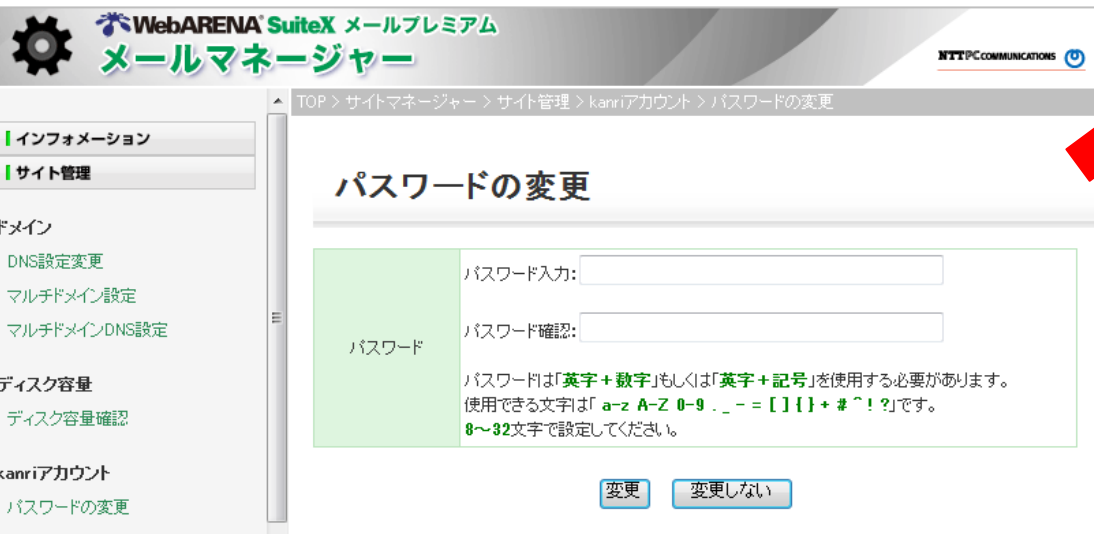 WebARENA SuiteX メールプレミアム
メールマネージャー
NTTPC COMMUNICATIONS
TOP > サイトマネージャー > サイト管理 > kanriアカウント > パスワードの変更
インフォメーション
サイト管理
ドメイン
DNS設定変更
マルチドメイン設定
マルチドメインDNS設定
ディスク容量
ディスク容量確認
kanriアカウント
パスワードの変更
パスワードの変更
パスワード
パスワード入力:
パスワード確認:
パスワードは「英字+数字」もしくは「英字+記号」を使用する必要があります。
使用できる文字は「 a-z A-Z 0-9 . _ - = [ ] { } + # ^ ! ?」です。
8～32文字で設定してください。
変更
変更しない